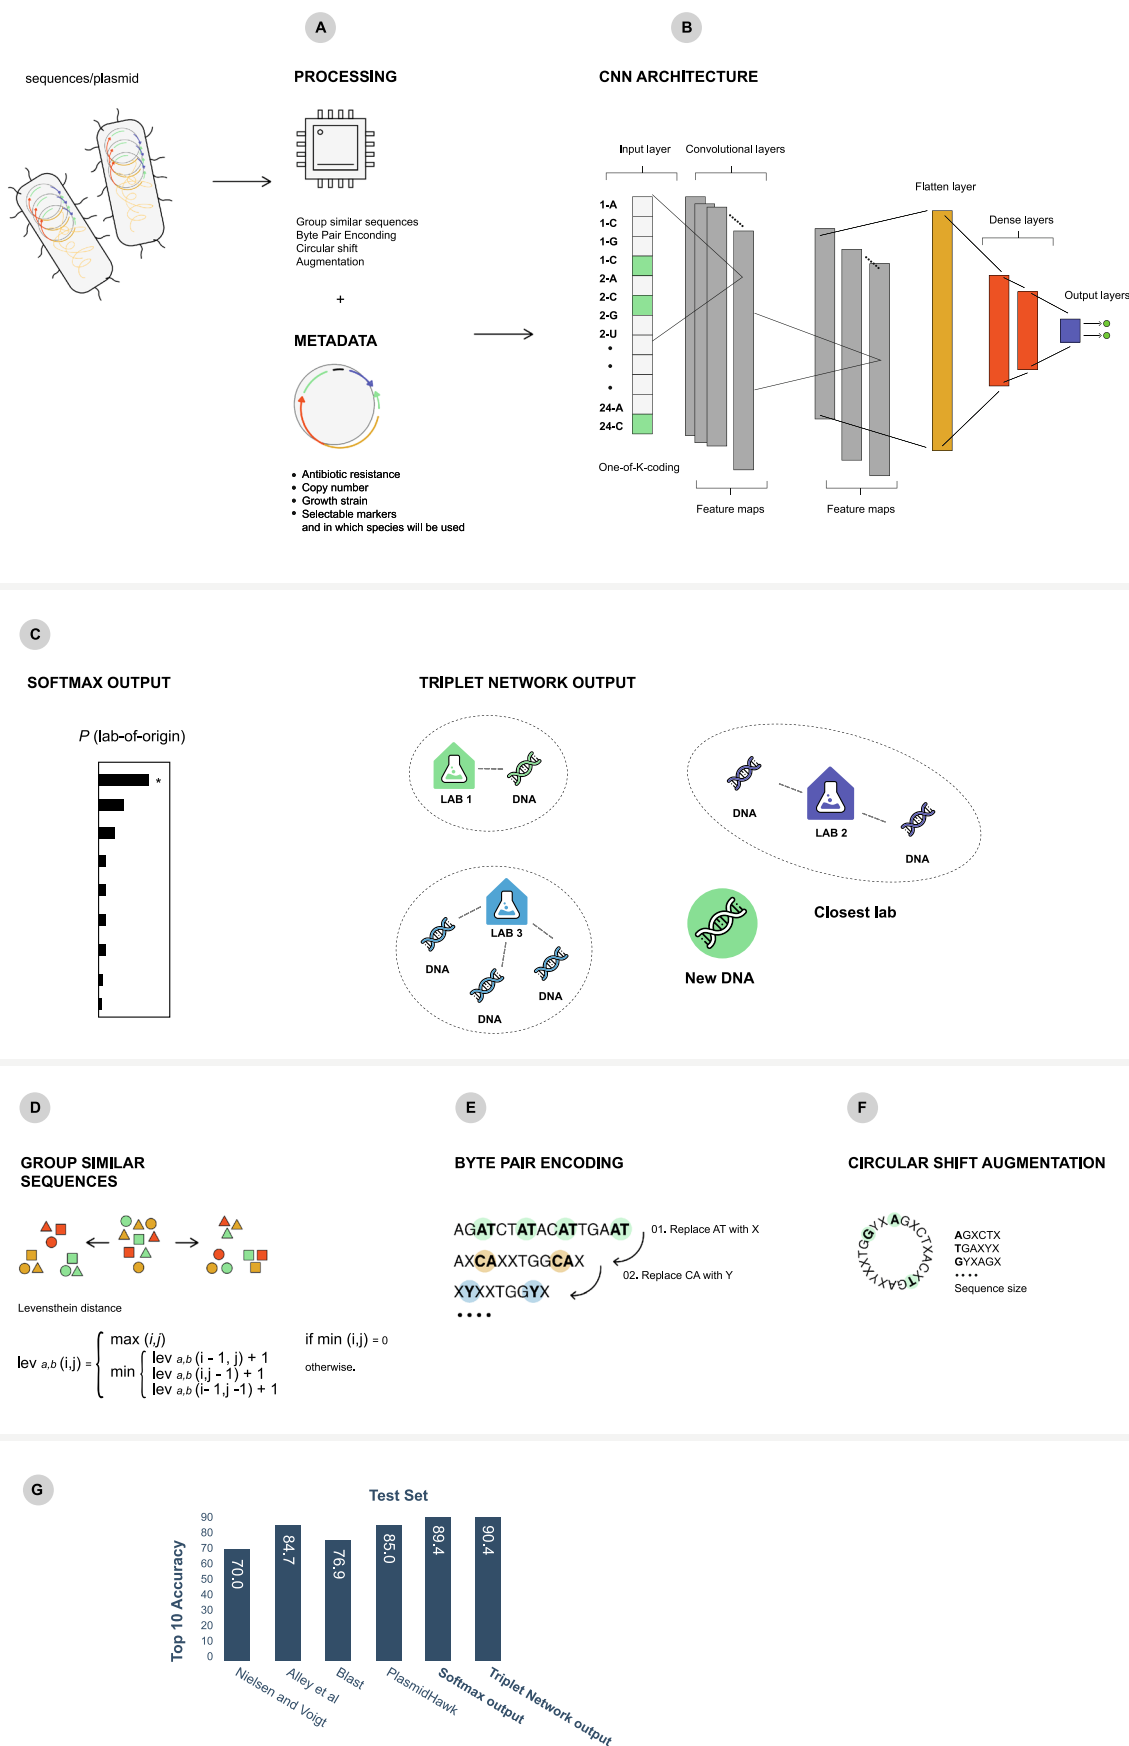 A
B
sequences/plasmid
PROCESSING
CNN ARCHITECTURE
Input layer
Convolutional layers
Flatten layer
Dense layers
Output layers
1-A
1-C
1-G
1-C
2-A
2-C
2-G
2-U
24-A
24-C
One-of-K-coding
Feature maps
Feature maps
Group similar sequences
Byte Pair Enconding
Circular shift
Augmentation
+
METADATA
• Antibiotic resistance
• Copy number
• Growth strain
• Selectable markers
and in which species will be used
C
SOFTMAX OUTPUT
P (lab-of-origin)
*
TRIPLET NETWORK OUTPUT
LAB 1
DNA
DNA
LAB 2
DNA
LAB 3
DNA
DNA
DNA
Closest lab
New DNA
D
GROUP SIMILAR
SEQUENCES
Levensthein distance
lev a,b (i,j) =
max (i,j)
if min (i,j) = 0
min
lev a,b (i - 1, j) + 1
lev a,b (i,j - 1) + 1
lev a,b (i- 1,j -1) + 1
otherwise.
E
BYTE PAIR ENCODING
AGATCTATACATTGAAT
01. Replace AT with X
AXCAXXTGGCAX
02. Replace CA with Y
XYXXTGGYX
••••
F
CIRCULAR SHIFT AUGMENTATION
AGXCTXACXTGAXYXXTGGYX
AGXCTX
TGAXYX
GYXAGX
••••
Sequence size
G
Test Set
Top 10 Accuracy
90
80
70
60
50
40
30
20
10
0
70.0
84.7
76.9
85.0
89.4
90.4
Nielsen and Voigt
Alley et al
Blast
PlasmidHawk
Softmax output
Triplet Network output